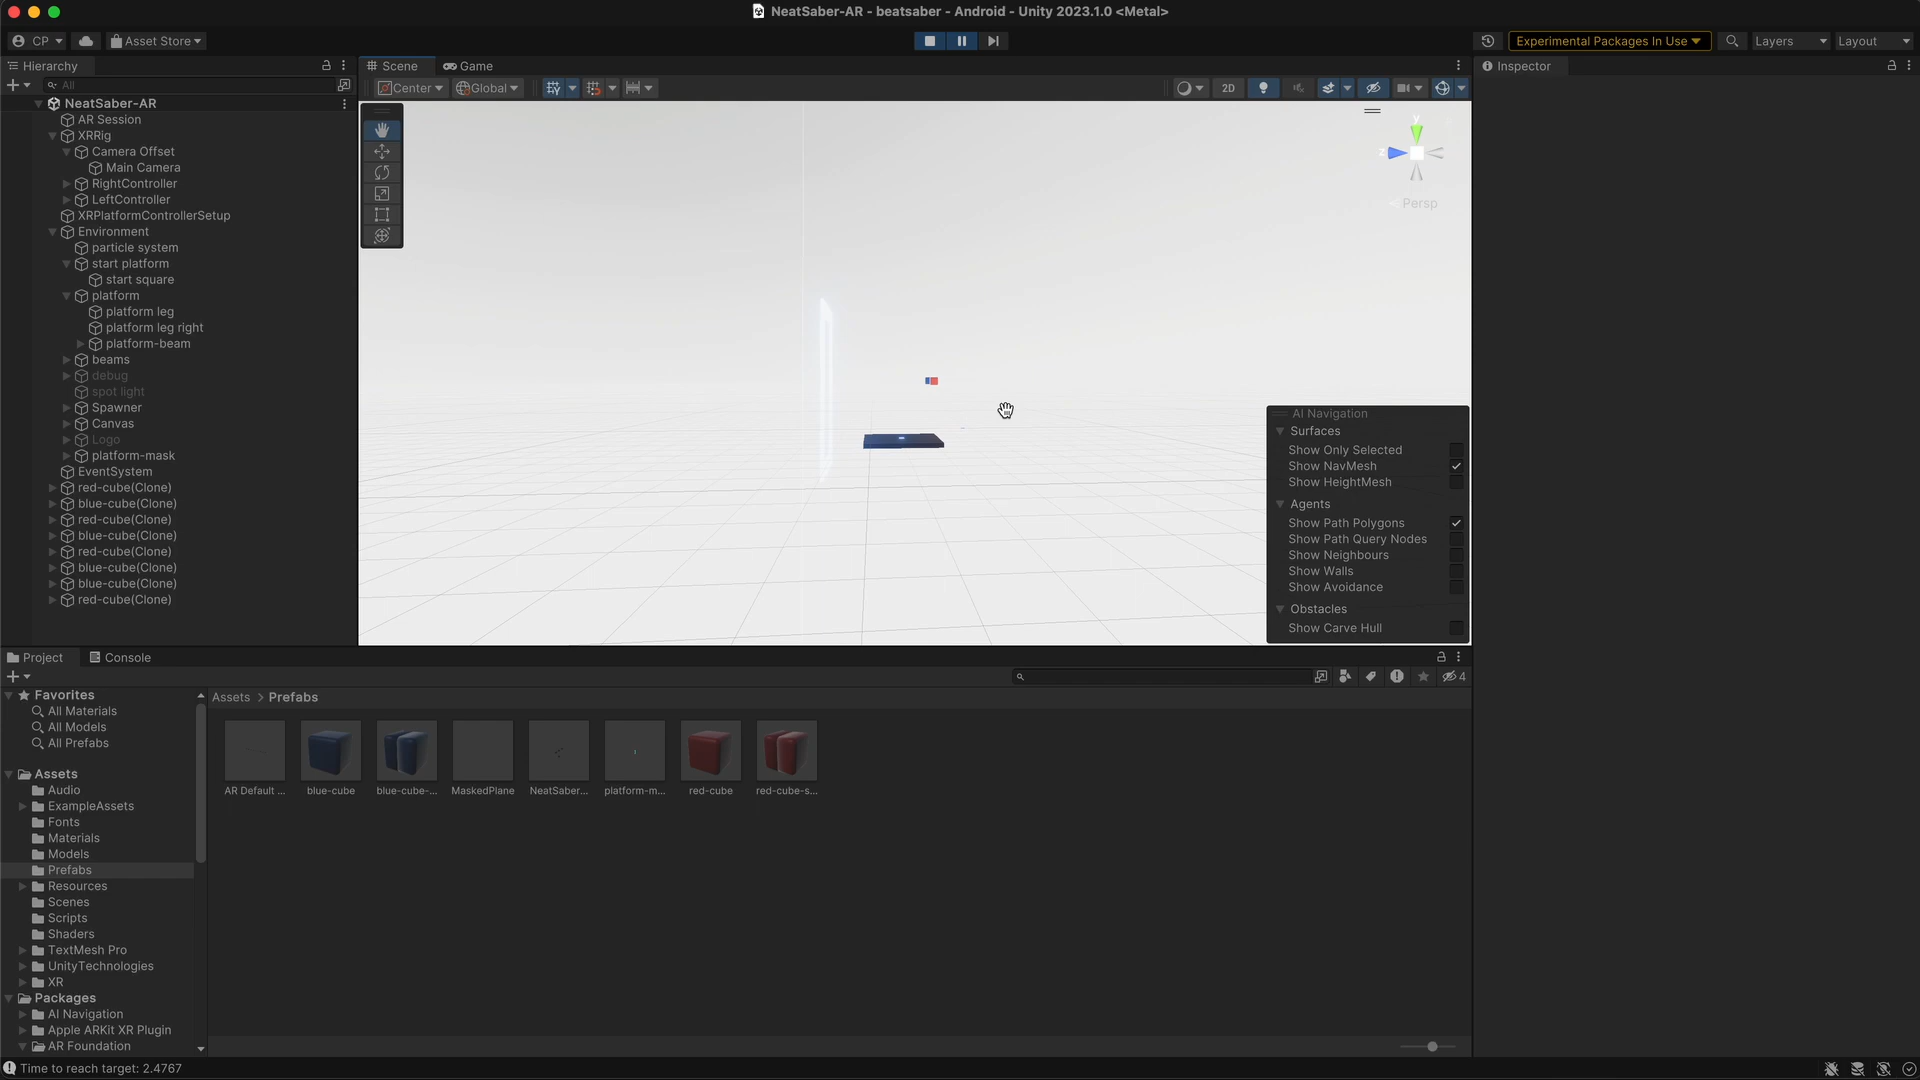 NeatSaber-AR - beatsaber - Android - Unity 2023.1.0 <Metal>
CP
Asset Store
Experimental Packages In Use
Layers
Layout
Hierarchy
All
NeatSaber-AR
AR Session
XRRig
Camera Offset
Main Camera
RightController
LeftController
XRPlatformControllerSetup
Environment
particle system
start platform
start square
platform
platform leg
platform leg right
platform-beam
beams
debug
spot light
Spawner
Canvas
Logo
platform-mask
EventSystem
red-cube(Clone)
blue-cube(Clone)
red-cube(Clone)
blue-cube(Clone)
red-cube(Clone)
blue-cube(Clone)
blue-cube(Clone)
red-cube(Clone)
Scene
Game
Center
Global
2D
y
z
Persp
AI Navigation
Surfaces
Show Only Selected
Show NavMesh
Show HeightMesh
Agents
Show Path Polygons
Show Path Query Nodes
Show Neighbours
Show Walls
Show Avoidance
Obstacles
Show Carve Hull
Inspector
Project
Console
4
Favorites
All Materials
All Models
All Prefabs
Assets
Audio
ExampleAssets
Fonts
Materials
Models
Prefabs
Resources
Scenes
Scripts
Shaders
TextMesh Pro
UnityTechnologies
XR
Packages
AI Navigation
Apple ARKit XR Plugin
AR Foundation
Assets > Prefabs
AR Default ...
blue-cube
blue-cube-...
MaskedPlane
NeatSaber...
platform-m...
red-cube
red-cube-s...
Time to reach target: 2.4767